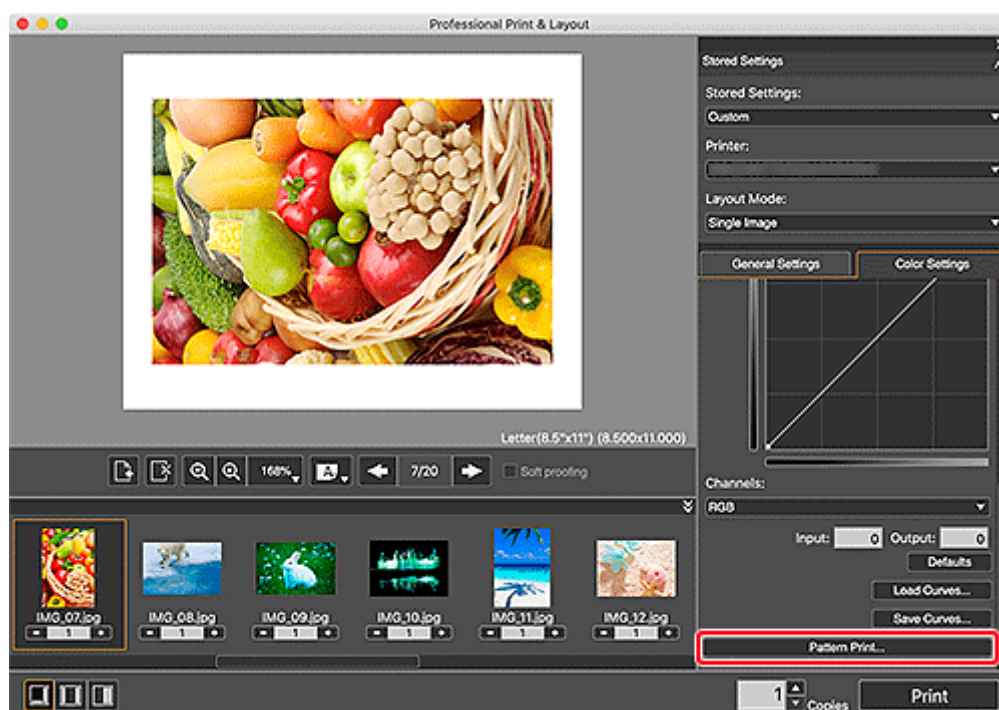 Professional Print & Layout
Stored Settings
Stored Settings:
Custom
Printer:
Layout Mode:
Single Image
General Settings
Color Settings
Letter(8.5"x11") (8.500x11.000)
168%
A
7/20
Soft proofing
Channels:
RGB
Input: 0 Output: 0
Defaults
Load Curves...
Save Curves...
Pattern Print...
IMG_07.jpg
IMG_08.jpg
IMG_09.jpg
IMG_10.jpg
IMG_11.jpg
IMG_12.jpg
- 1 +
- 1 +
- 1 +
- 1 +
- 1 +
- 1 +
1 Copies
Print